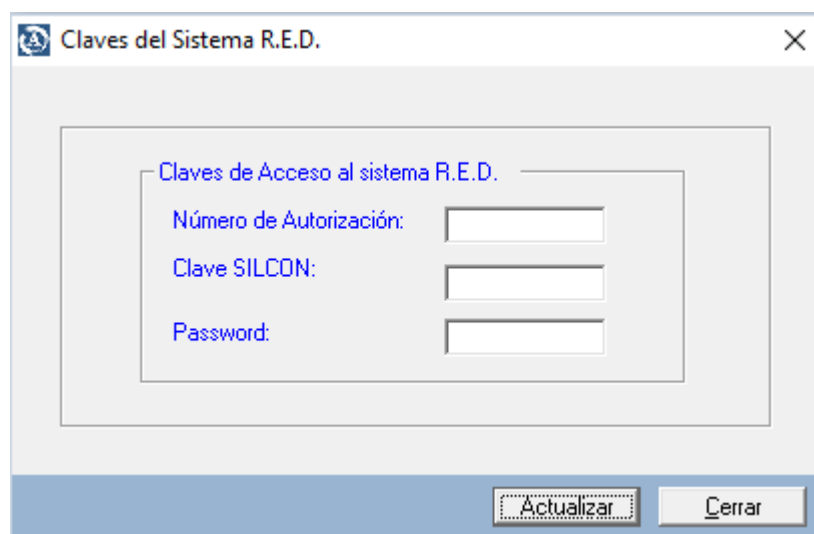 Claves del Sistema R.E.D.
Claves de Acceso al sistema R.E.D.
Número de Autorización:
Clave SILCON:
Password:
Actualizar Cerrar